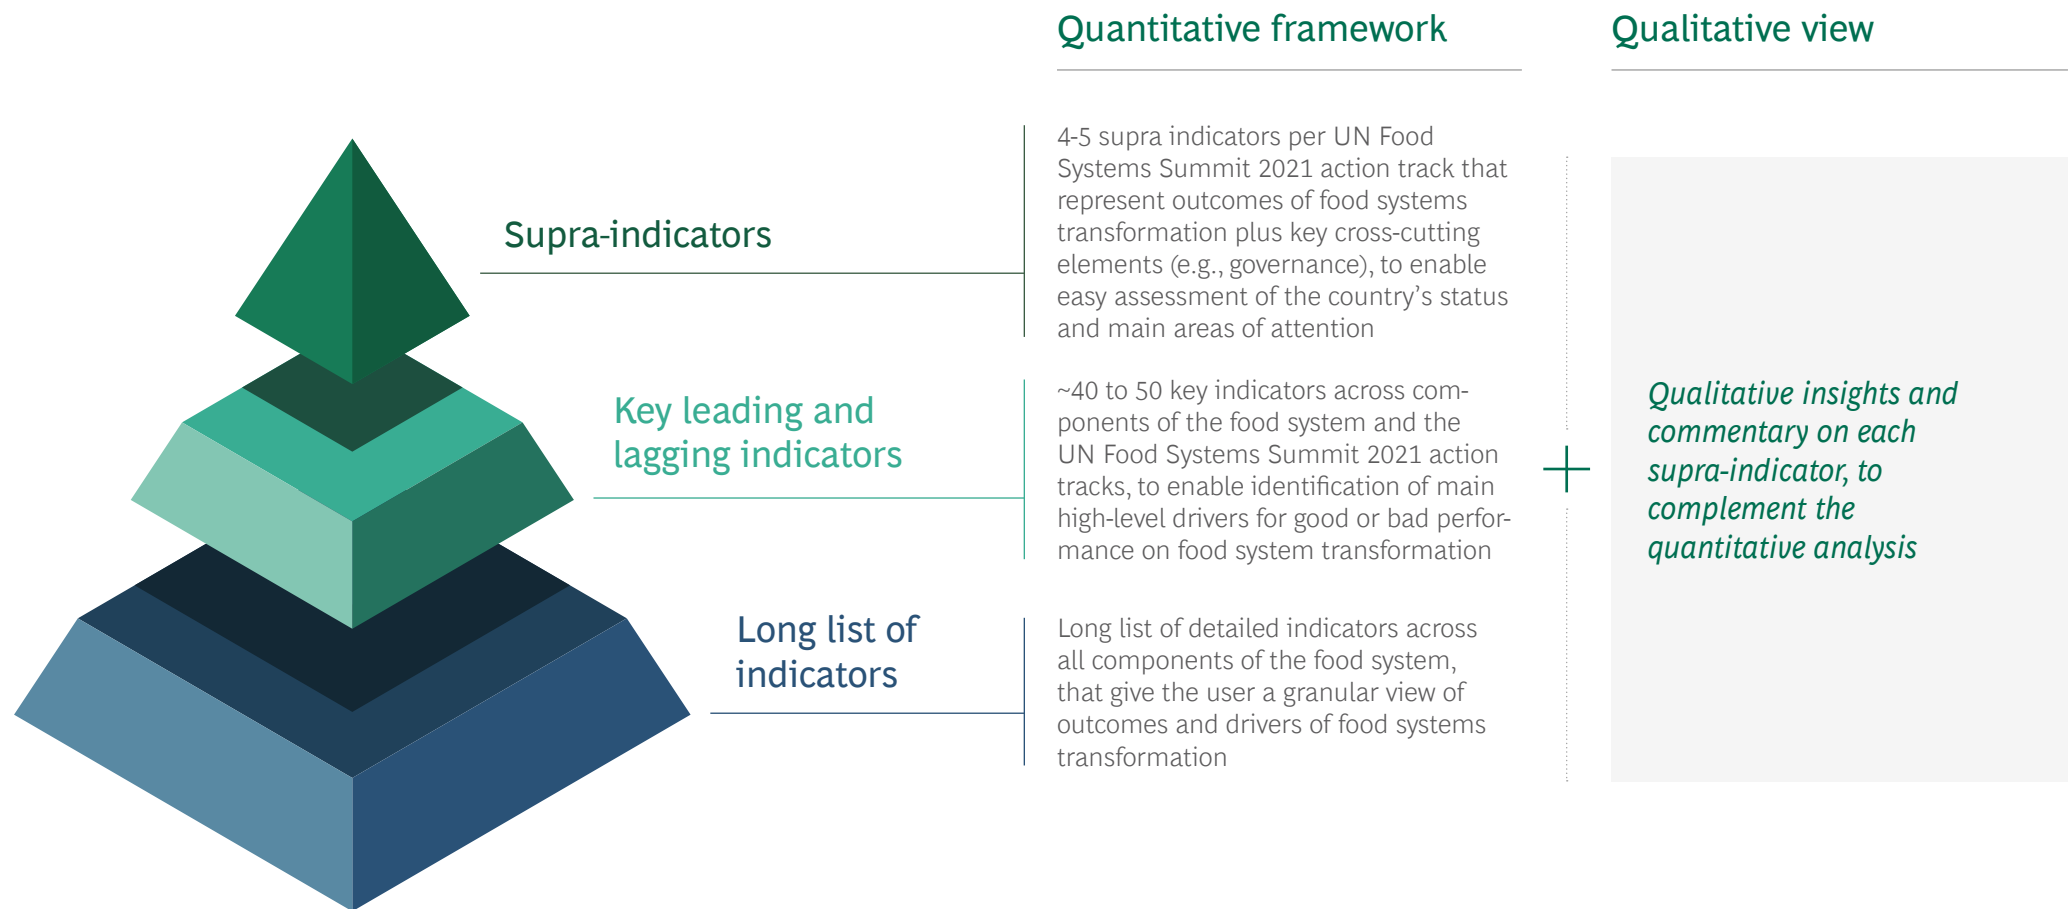 Quantitative framework
Qualitative view
Supra-indicators
4-5 supra indicators per UN Food
Systems Summit 2021 action track that
represent outcomes of food systems
transformation plus key cross-cutting
elements (e.g., governance), to enable
easy assessment of the country’s status
and main areas of attention
Key leading and
lagging indicators
~40 to 50 key indicators across com-
ponents of the food system and the
UN Food Systems Summit 2021 action
tracks, to enable identification of main
high-level drivers for good or bad perfor-
mance on food system transformation
Long list of
indicators
Long list of detailed indicators across
all components of the food system,
that give the user a granular view of
outcomes and drivers of food systems
transformation
+
Qualitative insights and
commentary on each
supra-indicator, to
complement the
quantitative analysis